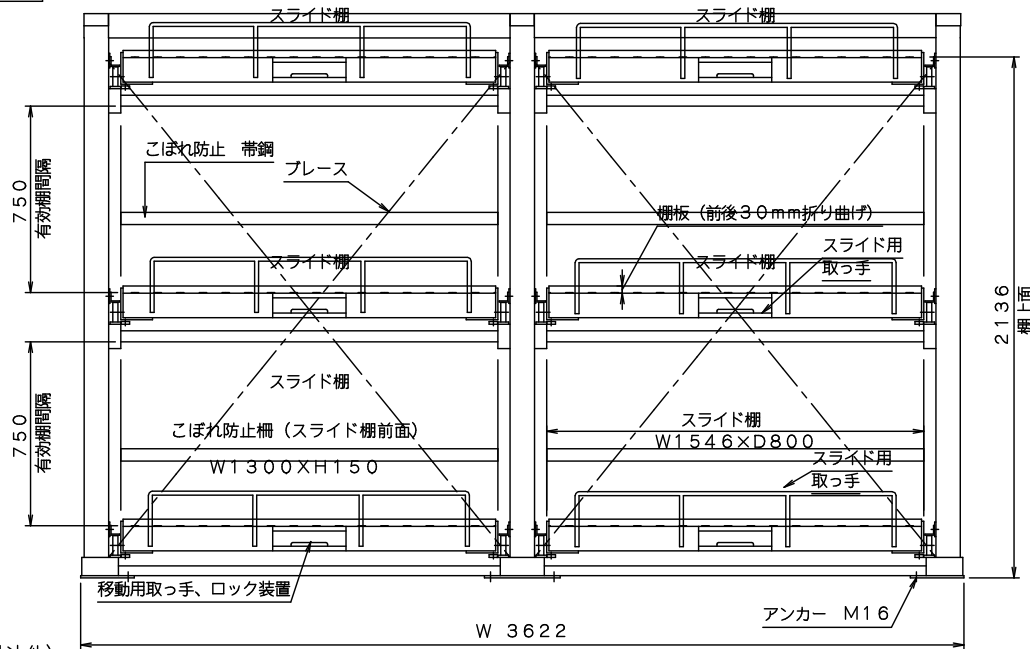 スライド棚
スライド棚
こぼれ防止　帯鋼
ブレース
750
有効棚間隔
棚板（前後30mm折り曲げ）
スライド棚
スライド棚
スライド用
取っ手
2136
棚上面
スライド棚
750
有効棚間隔
こぼれ防止柵（スライド棚前面）
W1300XH150
スライド棚
W1546×D800
スライド用
取っ手
移動用取っ手、ロック装置
アンカー　M16
W 3622